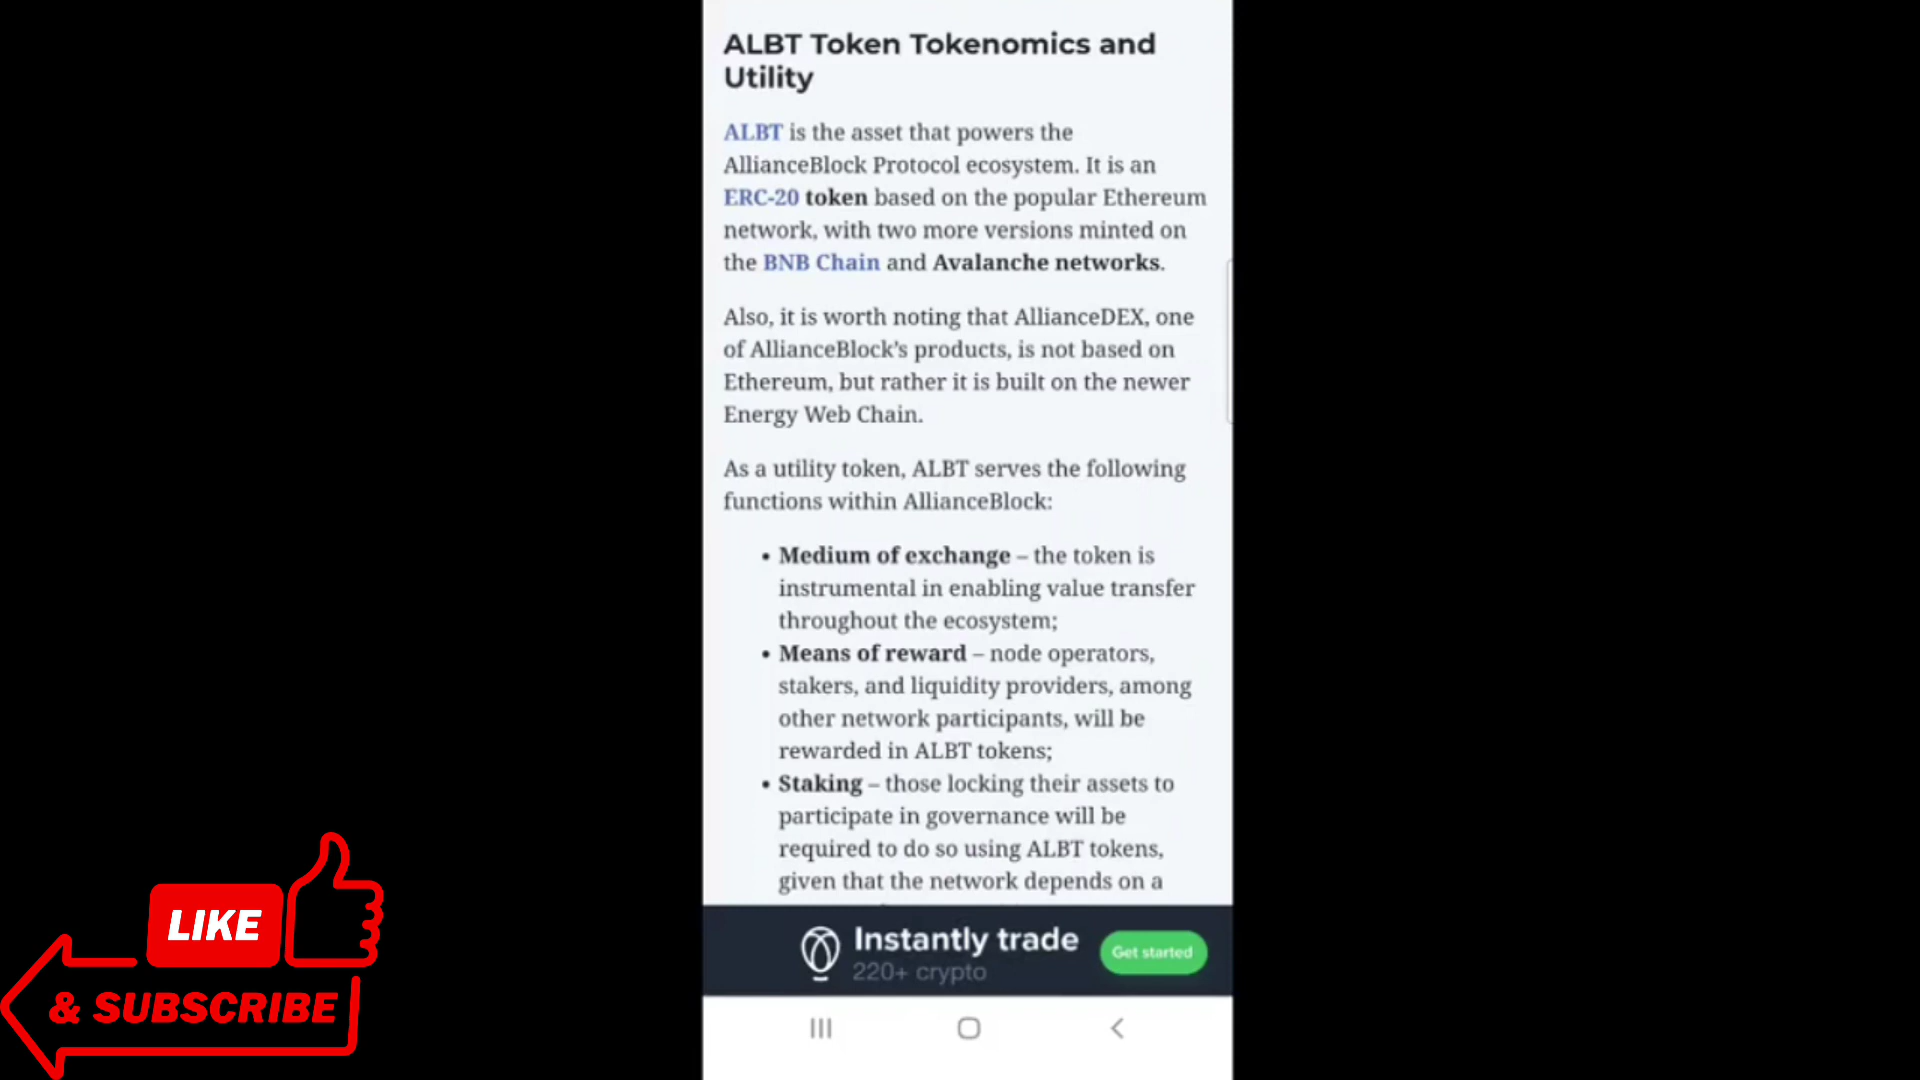 ALBT Token Tokenomics and
Utility
ALBT is the asset that powers the
AllianceBlock Protocol ecosystem. It is an
ERC-20 token based on the popular Ethereum
network, with two more versions minted on
the BNB Chain and Avalanche networks.
Also, it is worth noting that AllianceDEX, one
of AllianceBlock's products, is not based on
Ethereum, but rather it is built on the newer
Energy Web Chain.
As a utility token, ALBT serves the following
functions within AllianceBlock:
• Medium of exchange – the token is
instrumental in enabling value transfer
throughout the ecosystem;
• Means of reward – node operators,
stakers, and liquidity providers, among
other network participants, will be
rewarded in ALBT tokens;
• Staking – those locking their assets to
participate in governance will be
required to do so using ALBT tokens,
given that the network depends on a
Instantly trade
220+ crypto
Get started
LIKE
& SUBSCRIBE